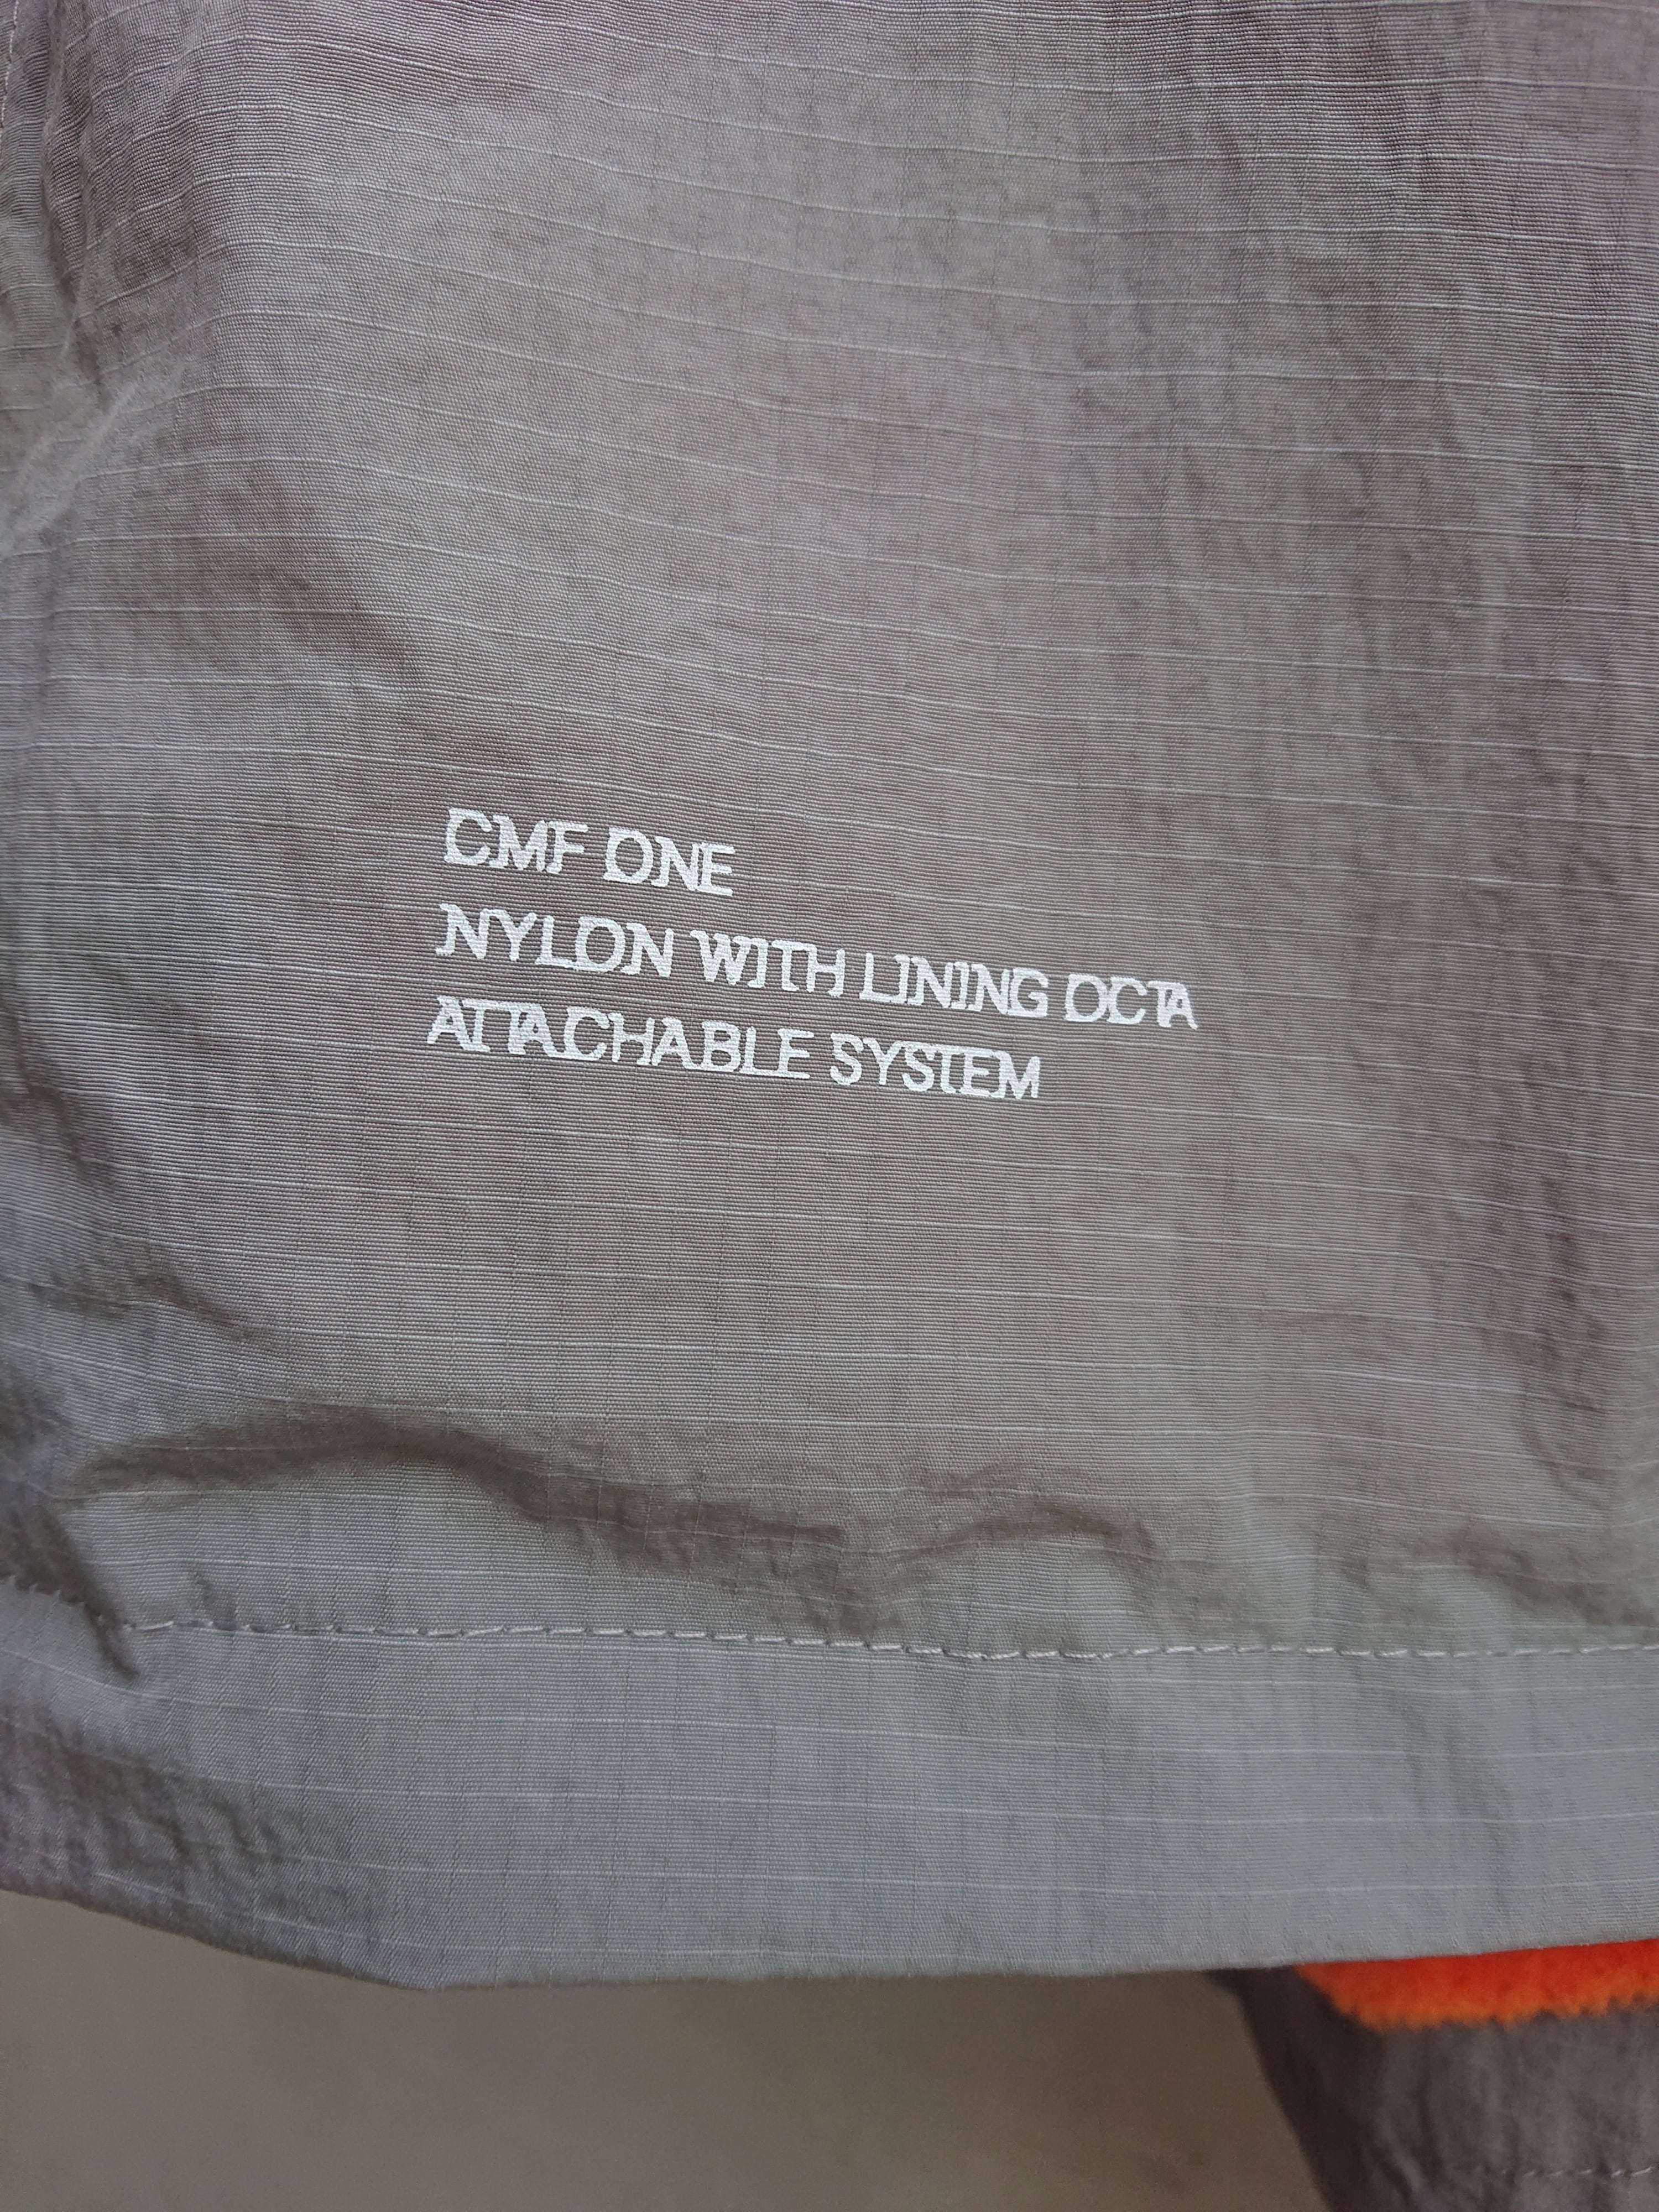 CMF ONE
NYLON WITH LINING OCTA
ATTACHABLE SYSTEM